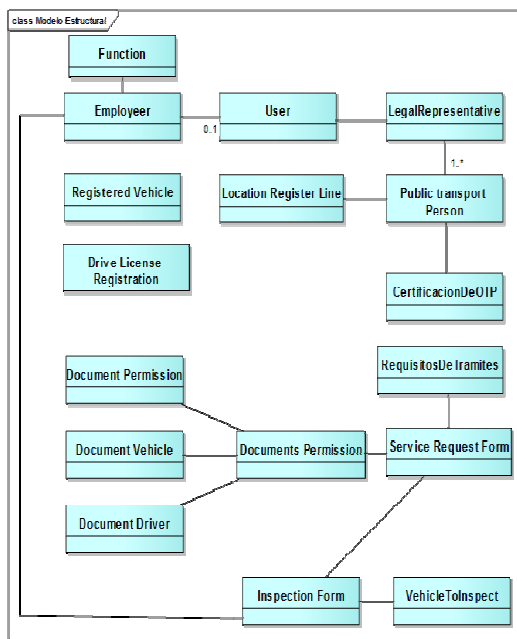 class Modelo Estructural
Function
Employeer
0..1
User
LegalRepresentative
1..*
Registered Vehicle
Location Register Line
Public transport
Person
Drive License
Registration
CertificacionDeOTP
RequisitosDeTramites
Document Permission
Document Vehicle
Documents Permission
Service Request Form
Document Driver
Inspection Form
VehicleToInspect